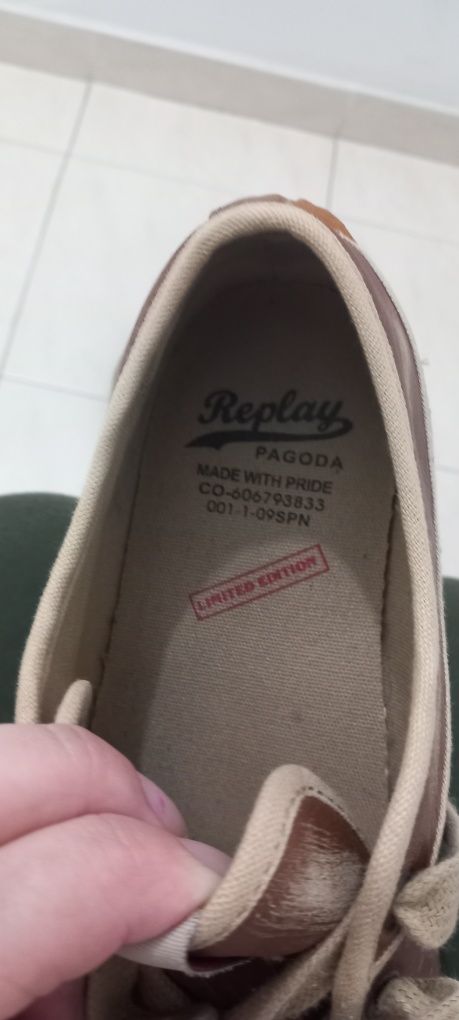 Replay
PAGODA
MADE WITH PRIDE
CO-606793833
001-1-09SPN
LIMITED EDITION